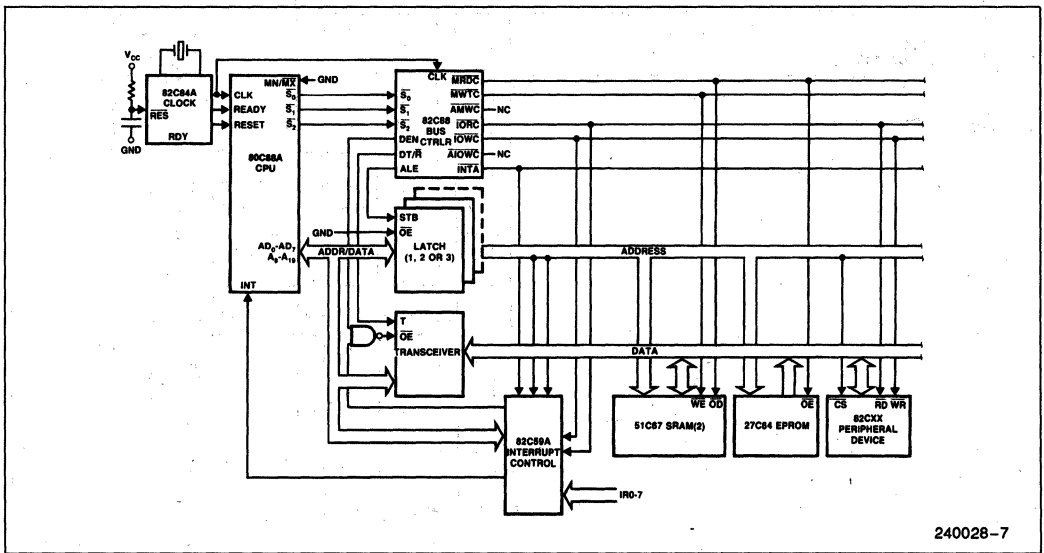 VCC
RES
GND
82C84A
CLOCK
RDY
CLK
READY
RESET
MN/MX
GND
S0
S1
S2
80C88A
CPU
AD0-AD7
A8-A19
INT
CLK
S0
S1
S2
DEN
DT/R
ALE
82C88
BUS
CTRLR
MRDC
MWTC
AMWC
NC
IORC
IOWC
AIOWC
NC
INTA
GND
STB
OE
LATCH
(1, 2 OR 3)
ADDR/DATA
ADDRESS
T
OE
TRANSCEIVER
DATA
82C59A
INTERRUPT
CONTROL
IR0-7
WE OD
51C67 SRAM(2)
OE
27C64 EPROM
CS
RD WR
82CXX
PERIPHERAL
DEVICE
240028-7